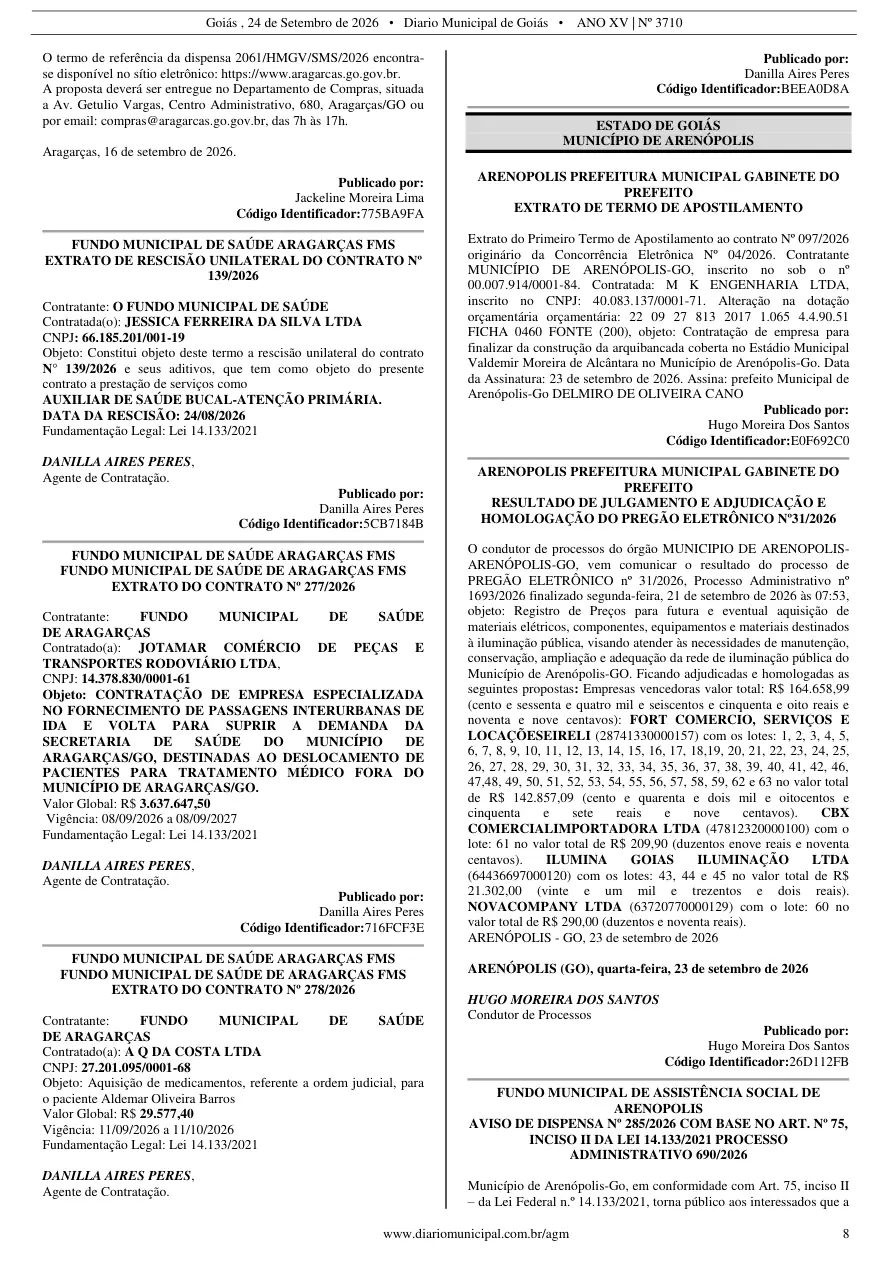 Goiás , 24 de Setembro de 2026 • Diario Municipal de Goiás • ANO XV | Nº 3710
O termo de referência da dispensa 2061/HMGV/SMS/2026 encontra-
se disponível no sítio eletrônico: https://www.aragarcas.go.gov.br.
A proposta deverá ser entregue no Departamento de Compras, situada
a Av. Getulio Vargas, Centro Administrativo, 680, Aragarças/GO ou
por email: compras@aragarcas.go.gov.br, das 7h às 17h.
Aragarças, 16 de setembro de 2026.
Publicado por:
Jackeline Moreira Lima
Código Identificador:775BA9FA
FUNDO MUNICIPAL DE SAÚDE ARAGARÇAS FMS
EXTRATO DE RESCISÃO UNILATERAL DO CONTRATO Nº
139/2026
Contratante: O FUNDO MUNICIPAL DE SAÚDE
Contratada(o): JESSICA FERREIRA DA SILVA LTDA
CNPJ: 66.185.201/001-19
Objeto: Constitui objeto deste termo a rescisão unilateral do contrato
N° 139/2026 e seus aditivos, que tem como objeto do presente
contrato a prestação de serviços como
AUXILIAR DE SAÚDE BUCAL-ATENÇÃO PRIMÁRIA.
DATA DA RESCISÃO: 24/08/2026
Fundamentação Legal: Lei 14.133/2021
DANILLA AIRES PERES,
Agente de Contratação.
Publicado por:
Danilla Aires Peres
Código Identificador:5CB7184B
FUNDO MUNICIPAL DE SAÚDE ARAGARÇAS FMS
FUNDO MUNICIPAL DE SAÚDE DE ARAGARÇAS FMS
EXTRATO DO CONTRATO Nº 277/2026
Contratante: FUNDO MUNICIPAL DE SAÚDE
DE ARAGARÇAS
Contratado(a): JOTAMAR COMÉRCIO DE PEÇAS E
TRANSPORTES RODOVIÁRIO LTDA,
CNPJ: 14.378.830/0001-61
Objeto: CONTRATAÇÃO DE EMPRESA ESPECIALIZADA
NO FORNECIMENTO DE PASSAGENS INTERURBANAS DE
IDA E VOLTA PARA SUPRIR A DEMANDA DA
SECRETARIA DE SAÚDE DO MUNICÍPIO DE
ARAGARÇAS/GO, DESTINADAS AO DESLOCAMENTO DE
PACIENTES PARA TRATAMENTO MÉDICO FORA DO
MUNICÍPIO DE ARAGARÇAS/GO.
Valor Global: R$ 3.637.647,50
Vigência: 08/09/2026 a 08/09/2027
Fundamentação Legal: Lei 14.133/2021
DANILLA AIRES PERES,
Agente de Contratação.
Publicado por:
Danilla Aires Peres
Código Identificador:716FCF3E
FUNDO MUNICIPAL DE SAÚDE ARAGARÇAS FMS
FUNDO MUNICIPAL DE SAÚDE DE ARAGARÇAS FMS
EXTRATO DO CONTRATO Nº 278/2026
Contratante: FUNDO MUNICIPAL DE SAÚDE
DE ARAGARÇAS
Contratado(a): A Q DA COSTA LTDA
CNPJ: 27.201.095/0001-68
Objeto: Aquisição de medicamentos, referente a ordem judicial, para
o paciente Aldemar Oliveira Barros
Valor Global: R$ 29.577,40
Vigência: 11/09/2026 a 11/10/2026
Fundamentação Legal: Lei 14.133/2021
DANILLA AIRES PERES,
Agente de Contratação.
Publicado por:
Danilla Aires Peres
Código Identificador:BEEA0D8A
ESTADO DE GOIÁS
MUNICÍPIO DE ARENÓPOLIS
ARENOPOLIS PREFEITURA MUNICIPAL GABINETE DO
PREFEITO
EXTRATO DE TERMO DE APOSTILAMENTO
Extrato do Primeiro Termo de Apostilamento ao contrato Nº 097/2026
originário da Concorrência Eletrônica Nº 04/2026. Contratante
MUNICÍPIO DE ARENÓPOLIS-GO, inscrito no sob o nº
00.007.914/0001-84. Contratada: M K ENGENHARIA LTDA,
inscrito no CNPJ: 40.083.137/0001-71. Alteração na dotação
orçamentária orçamentária: 22 09 27 813 2017 1.065 4.4.90.51
FICHA 0460 FONTE (200), objeto: Contratação de empresa para
finalizar da construção da arquibancada coberta no Estádio Municipal
Valdemir Moreira de Alcântara no Município de Arenópolis-Go. Data
da Assinatura: 23 de setembro de 2026. Assina: prefeito Municipal de
Arenópolis-Go DELMIRO DE OLIVEIRA CANO
Publicado por:
Hugo Moreira Dos Santos
Código Identificador:E0F692C0
ARENOPOLIS PREFEITURA MUNICIPAL GABINETE DO
PREFEITO
RESULTADO DE JULGAMENTO E ADJUDICAÇÃO E
HOMOLOGAÇÃO DO PREGÃO ELETRÔNICO Nº31/2026
O condutor de processos do órgão MUNICIPIO DE ARENOPOLIS-
ARENÓPOLIS-GO, vem comunicar o resultado do processo de
PREGÃO ELETRÔNICO nº 31/2026, Processo Administrativo nº
1693/2026 finalizado segunda-feira, 21 de setembro de 2026 às 07:53,
objeto: Registro de Preços para futura e eventual aquisição de
materiais elétricos, componentes, equipamentos e materiais destinados
à iluminação pública, visando atender às necessidades de manutenção,
conservação, ampliação e adequação da rede de iluminação pública do
Município de Arenópolis-GO. Ficando adjudicadas e homologadas as
seguintes propostas: Empresas vencedoras valor total: R$ 164.658,99
(cento e sessenta e quatro mil e seiscentos e cinquenta e oito reais e
noventa e nove centavos): FORT COMERCIO, SERVIÇOS E
LOCAÇÕESEIRELI (28741330000157) com os lotes: 1, 2, 3, 4, 5,
6, 7, 8, 9, 10, 11, 12, 13, 14, 15, 16, 17, 18,19, 20, 21, 22, 23, 24, 25,
26, 27, 28, 29, 30, 31, 32, 33, 34, 35, 36, 37, 38, 39, 40, 41, 42, 46,
47,48, 49, 50, 51, 52, 53, 54, 55, 56, 57, 58, 59, 62 e 63 no valor total
de R$ 142.857,09 (cento e quarenta e dois mil e oitocentos e
cinquenta e sete reais e nove centavos). CBX
COMERCIALIMPORTADORA LTDA (47812320000100) com o
lote: 61 no valor total de R$ 209,90 (duzentos enove reais e noventa
centavos). ILUMINA GOIAS ILUMINAÇÃO LTDA
(64436697000120) com os lotes: 43, 44 e 45 no valor total de R$
21.302,00 (vinte e um mil e trezentos e dois reais).
NOVACOMPANY LTDA (63720770000129) com o lote: 60 no
valor total de R$ 290,00 (duzentos e noventa reais).
ARENÓPOLIS - GO, 23 de setembro de 2026
ARENÓPOLIS (GO), quarta-feira, 23 de setembro de 2026
HUGO MOREIRA DOS SANTOS
Condutor de Processos
Publicado por:
Hugo Moreira Dos Santos
Código Identificador:26D112FB
FUNDO MUNICIPAL DE ASSISTÊNCIA SOCIAL DE
ARENOPOLIS
AVISO DE DISPENSA Nº 285/2026 COM BASE NO ART. Nº 75,
INCISO II DA LEI 14.133/2021 PROCESSO
ADMINISTRATIVO 690/2026
Município de Arenópolis-Go, em conformidade com Art. 75, inciso II
– da Lei Federal n.º 14.133/2021, torna público aos interessados que a
www.diariomunicipal.com.br/agm 8